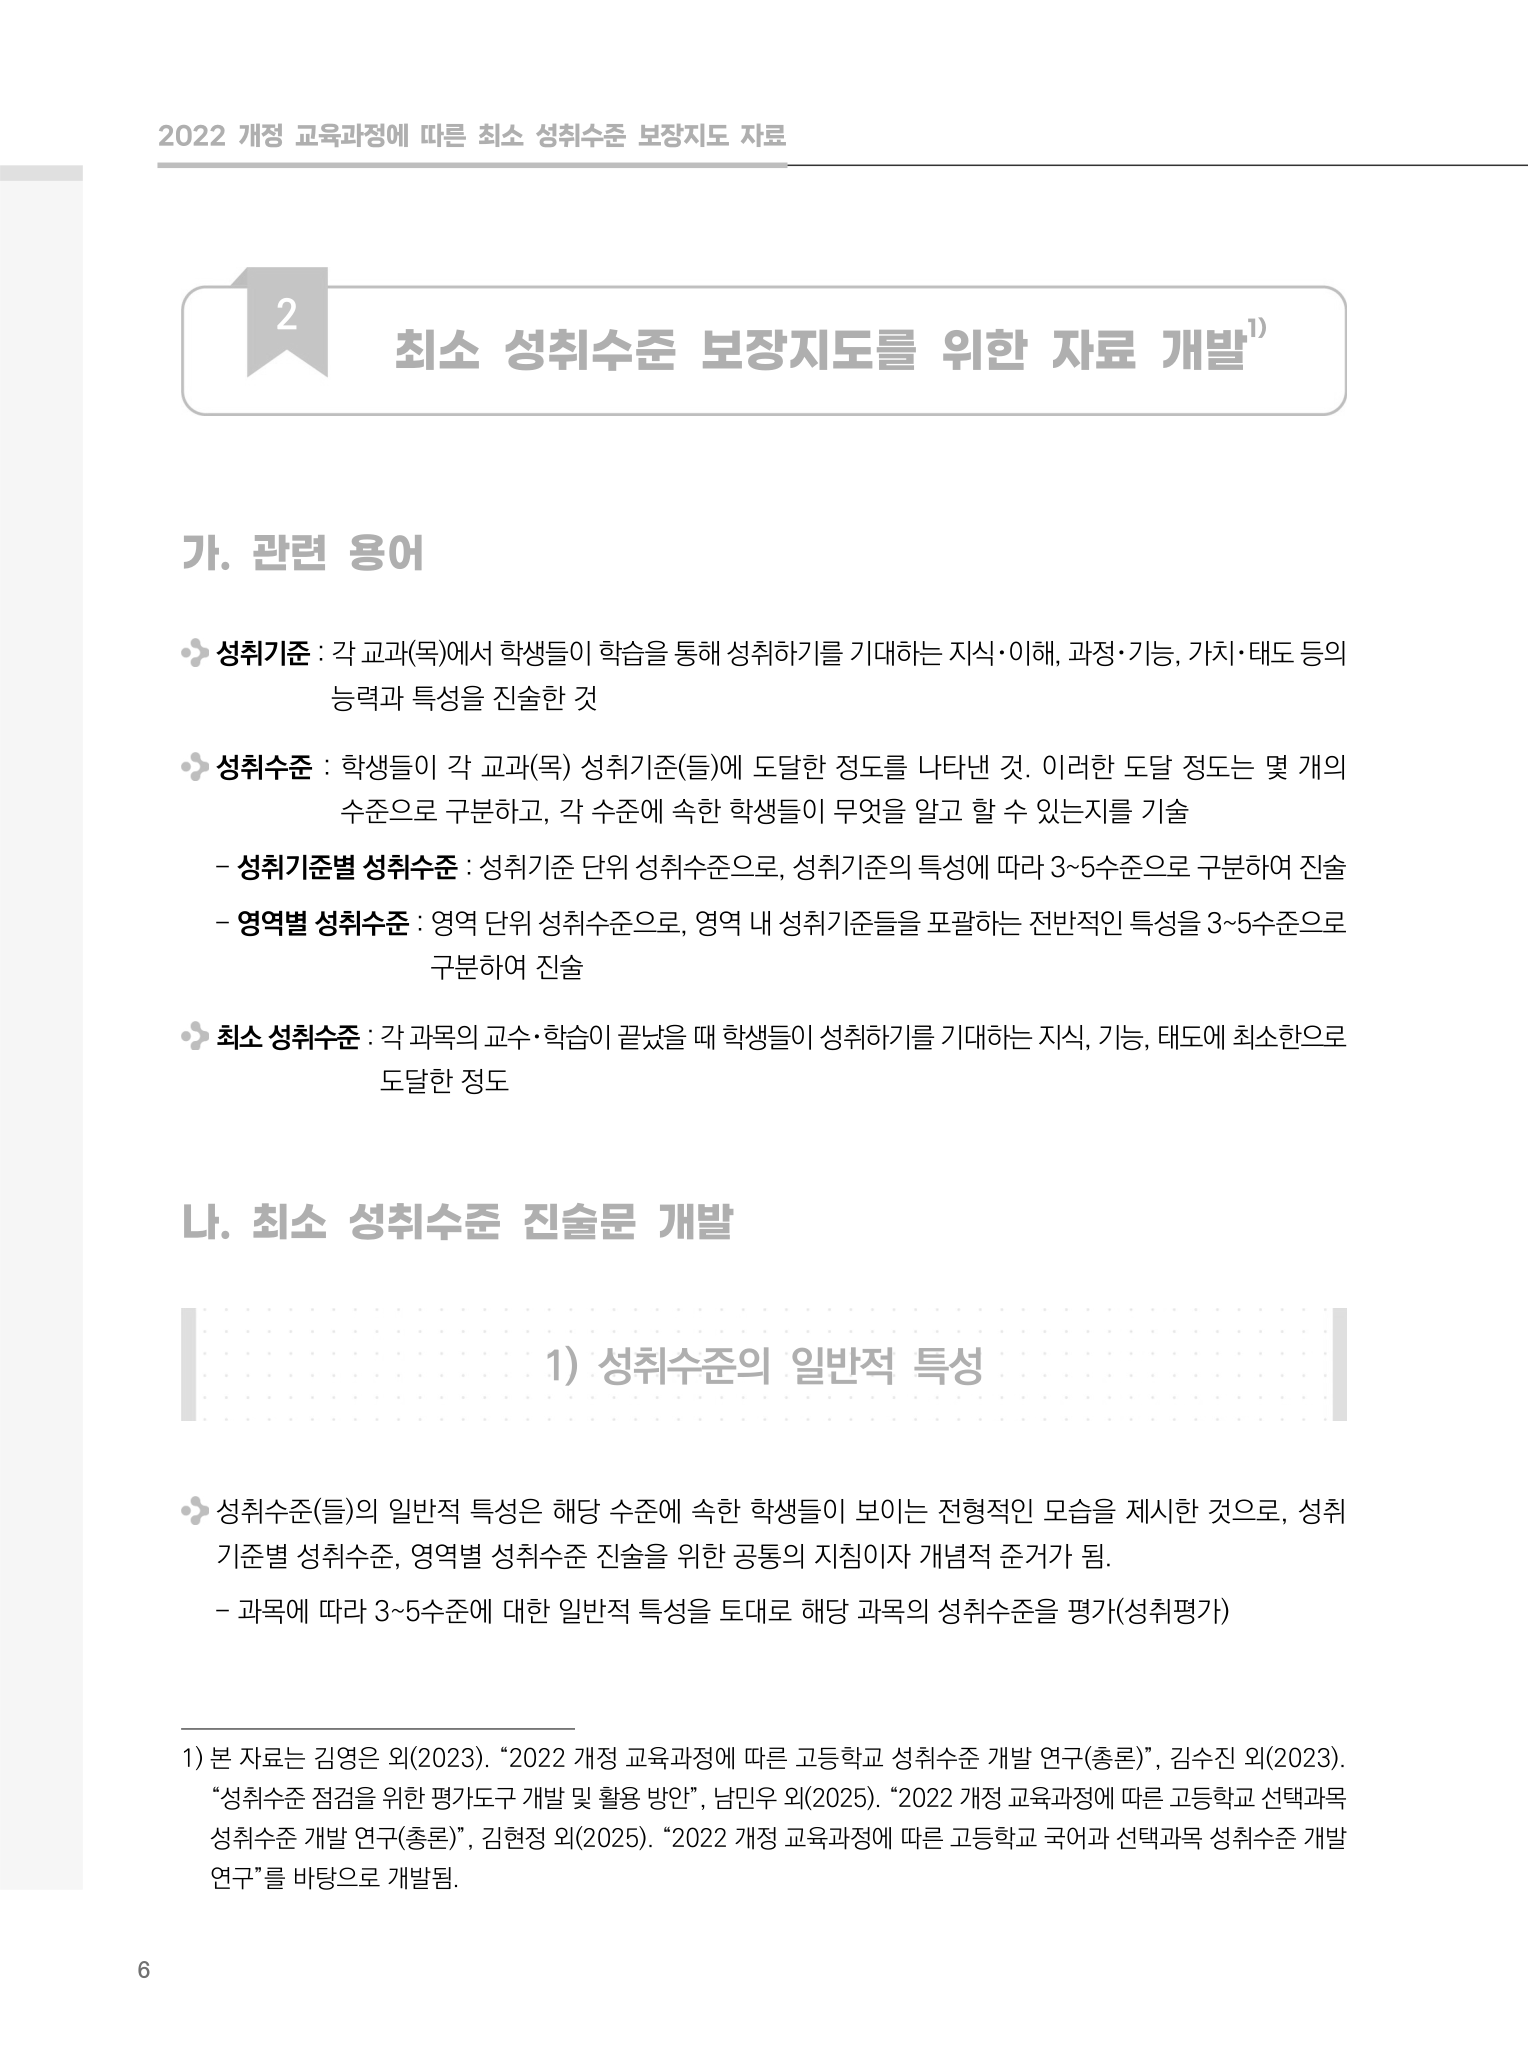 2022 개정 교육과정에 따른 최소 성취수준 보장지도 자료
2
최소 성취수준 보장지도를 위한 자료 개발1)
가. 관련 용어
성취기준 : 각 교과(목)에서 학생들이 학습을 통해 성취하기를 기대하는 지식·이해, 과정·기능, 가치·태도 등의
능력과 특성을 진술한 것
성취수준 : 학생들이 각 교과(목) 성취기준(들)에 도달한 정도를 나타낸 것. 이러한 도달 정도는 몇 개의
수준으로 구분하고, 각 수준에 속한 학생들이 무엇을 알고 할 수 있는지를 기술
- 성취기준별 성취수준 : 성취기준 단위 성취수준으로, 성취기준의 특성에 따라 3~5수준으로 구분하여 진술
- 영역별 성취수준 : 영역 단위 성취수준으로, 영역 내 성취기준들을 포괄하는 전반적인 특성을 3~5수준으로
구분하여 진술
최소 성취수준 : 각 과목의 교수·학습이 끝났을 때 학생들이 성취하기를 기대하는 지식, 기능, 태도에 최소한으로
도달한 정도
나. 최소 성취수준 진술문 개발
1) 성취수준의 일반적 특성
성취수준(들)의 일반적 특성은 해당 수준에 속한 학생들이 보이는 전형적인 모습을 제시한 것으로, 성취
기준별 성취수준, 영역별 성취수준 진술을 위한 공통의 지침이자 개념적 준거가 됨.
- 과목에 따라 3~5수준에 대한 일반적 특성을 토대로 해당 과목의 성취수준을 평가(성취평가)
1) 본 자료는 김영은 외(2023). “2022 개정 교육과정에 따른 고등학교 성취수준 개발 연구(총론)”, 김수진 외(2023).
“성취수준 점검을 위한 평가도구 개발 및 활용 방안”, 남민우 외(2025). “2022 개정 교육과정에 따른 고등학교 선택과목
성취수준 개발 연구(총론)”, 김현정 외(2025). “2022 개정 교육과정에 따른 고등학교 국어과 선택과목 성취수준 개발
연구”를 바탕으로 개발됨.
6